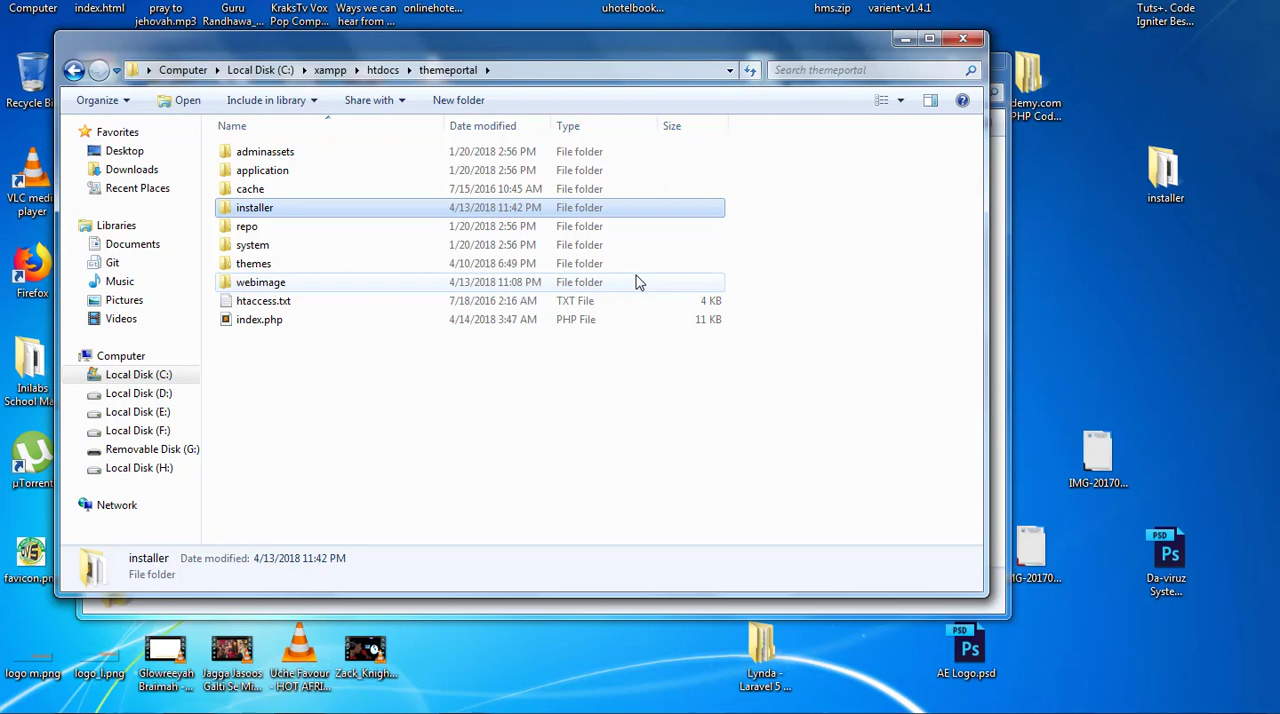 Computer
index.html
pray to
jehovah.mp3
Guru
Randhawa_...
KraksTv Vox
Pop Comp...
Ways we can
hear from ...
onlinehote...
uhotelbook...
hms.zip
varient-v1.4.1
Tuts+. Code
Igniter Bes...
Computer
Local Disk (C:)
xampp
htdocs
themeportal
Search themeportal
Organize
Open
Include in library
Share with
New folder
Favorites
Desktop
Downloads
Recent Places
Libraries
Documents
Git
Music
Pictures
Videos
Computer
Local Disk (C:)
Local Disk (D:)
Local Disk (E:)
Local Disk (F:)
Removable Disk (G:)
Local Disk (H:)
Network
Name Date modified Type Size
adminassets 1/20/2018 2:56 PM File folder
application 1/20/2018 2:56 PM File folder
cache 7/15/2016 10:45 AM File folder
installer 4/13/2018 11:42 PM File folder
repo 1/20/2018 2:56 PM File folder
system 1/20/2018 2:56 PM File folder
themes 4/10/2018 6:49 PM File folder
webimage 4/13/2018 11:08 PM File folder
htaccess.txt 7/18/2016 2:16 AM TXT File 4 KB
index.php 4/14/2018 3:47 AM PHP File 11 KB
installer Date modified: 4/13/2018 11:42 PM
File folder
Recycle Bi
VLC medi
player
Firefox
Inilabs
School Ma
µTorrent
favicon.pn
demy.com
PHP Cod...
installer
IMG-20170...
MG-20170...
PSD
Ps
Da-viruz
Syste...
logo m.png
logo_l.png
Glowreeyah
Braimah -...
Jagga Jasoos
Galti Se Mi...
Uche Favour
- HOT AFRI...
Zack_Knigh...
Lynda -
Laravel 5 ...
PSD
Ps
AE Logo.psd